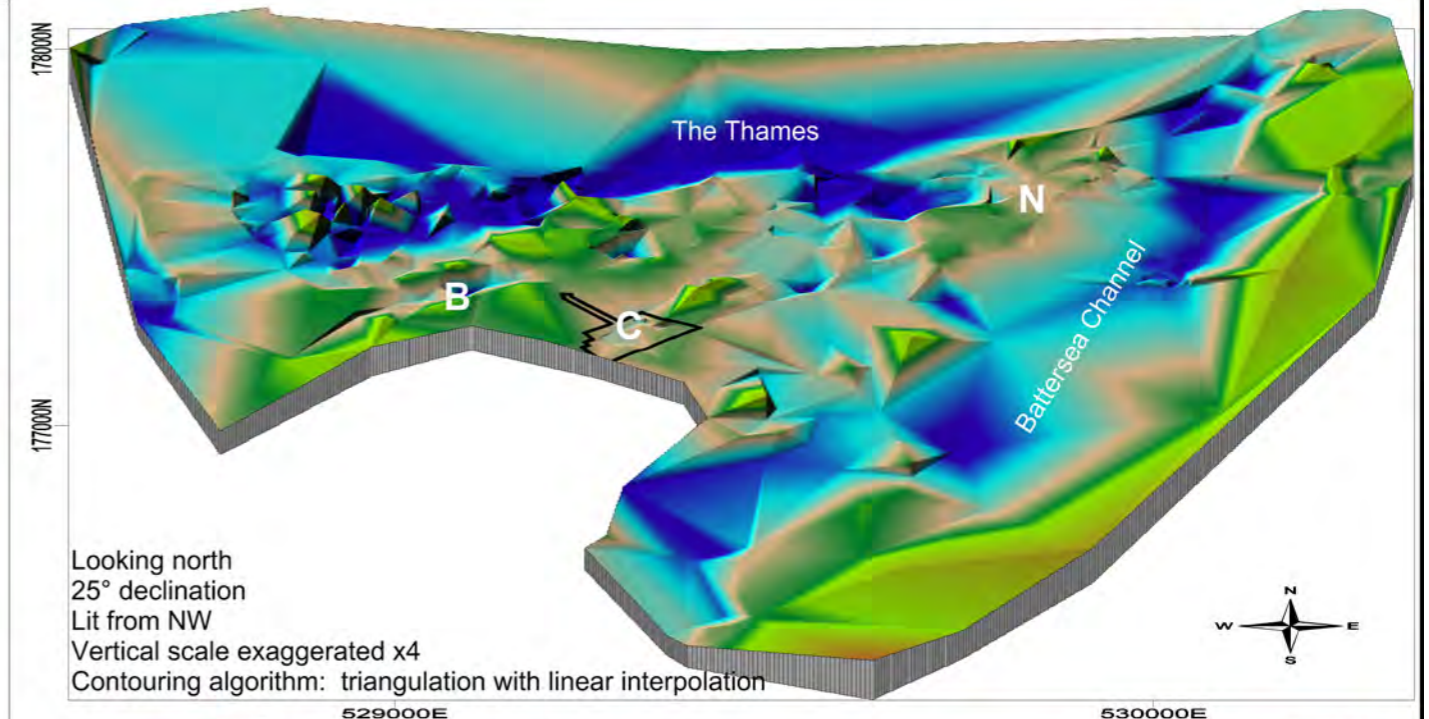 178000N
The Thames
N
B
C
Battersea Channel
177000N
Looking north
25° declination
Lit from NW
Vertical scale exaggerated x4
Contouring algorithm: triangulation with linear interpolation
N
W
E
S
529000E
530000E